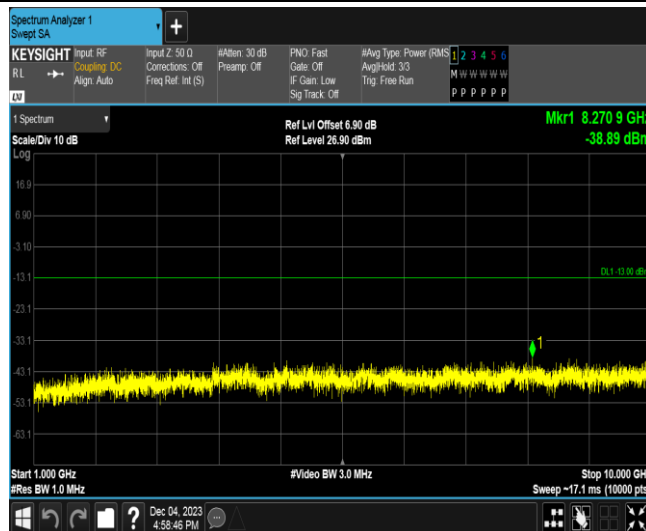 Spectrum Analyzer 1
Swept SA
KEYSIGHT
RL
LXI
Input: RF
Coupling: DC
Align: Auto
Input Z: 50 Ω
Corrections: Off
Freq Ref: Int (S)
#Atten: 30 dB
Preamp: Off
PNO: Fast
Gate: Off
IF Gain: Low
Sig Track: Off
#Avg Type: Power (RMS
Avg|Hold: 3/3
Trig: Free Run
1 2 3 4 5 6
M W W W W W
P P P P P P
1 Spectrum
Scale/Div 10 dB
Log
Ref Lvl Offset 6.90 dB
Ref Level 26.90 dBm
Mkr1 8.270 9 GHz
-38.89 dBm
16.9
6.90
-3.10
-13.1
DL1 -13.00 dBm
-23.1
-33.1
1
-43.1
-53.1
-63.1
Start 1.000 GHz
#Res BW 1.0 MHz
#Video BW 3.0 MHz
Stop 10.000 GHz
Sweep ~17.1 ms (10000 pts
?
Dec 04, 2023
4:58:46 PM